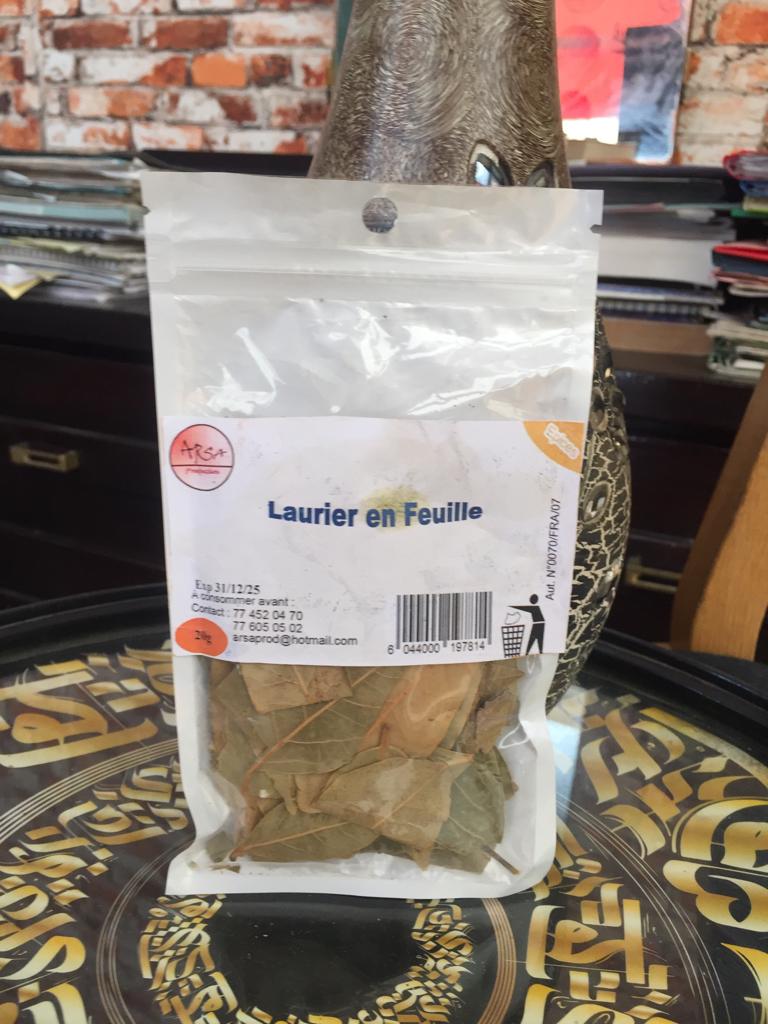 ARSA
Production
Epices
Laurier en Feuille
Aut. N°0070/FRA/07
Exp 31/12/25
A consommer avant :
Contact : 77 452 04 70
77 605 05 02
20g
arsaprod@hotmail.com
6 044000 197814